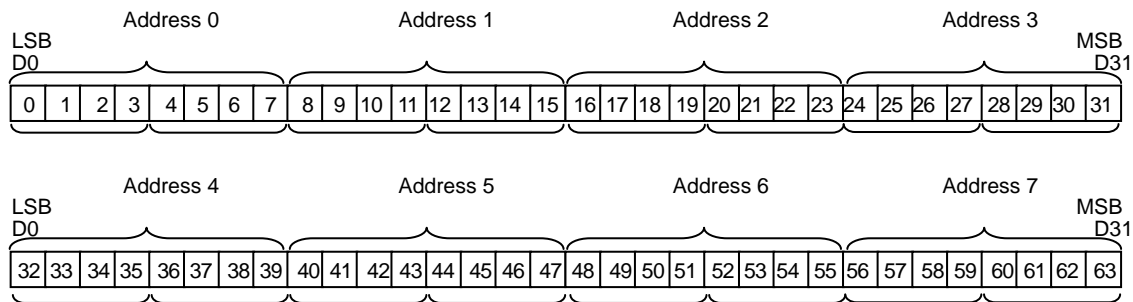 Address 0 Address 1 Address 2 Address 3
LSB MSB
D0 D31
0 1 2 3 4 5 6 7 8 9 10 11 12 13 14 15 16 17 18 19 20 21 22 23 24 25 26 27 28 29 30 31
Address 4 Address 5 Address 6 Address 7
LSB MSB
D0 D31
32 33 34 35 36 37 38 39 40 41 42 43 44 45 46 47 48 49 50 51 52 53 54 55 56 57 58 59 60 61 62 63